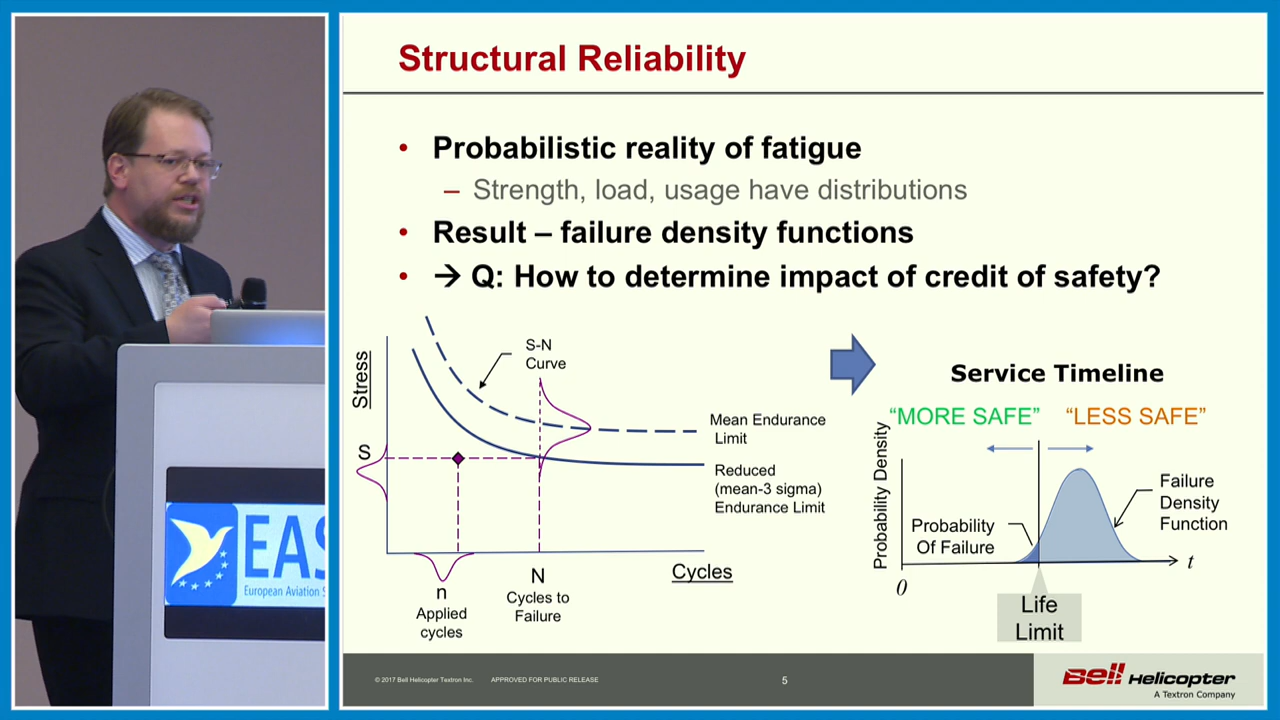 Structural Reliability
• Probabilistic reality of fatigue
– Strength, load, usage have distributions
• Result – failure density functions
• → Q: How to determine impact of credit of safety?
Stress
S
S-N
Curve
Mean Endurance
Limit
Reduced
(mean-3 sigma)
Endurance Limit
n
Applied
cycles
N
Cycles to
Failure
Cycles
Service Timeline
“MORE SAFE” “LESS SAFE”
Probability Density
Probability
Of Failure
Failure
Density
Function
t
0
Life
Limit
EAS
European Aviation S
© 2017 Bell Helicopter Textron Inc. APPROVED FOR PUBLIC RELEASE 5
Bell Helicopter
A Textron Company